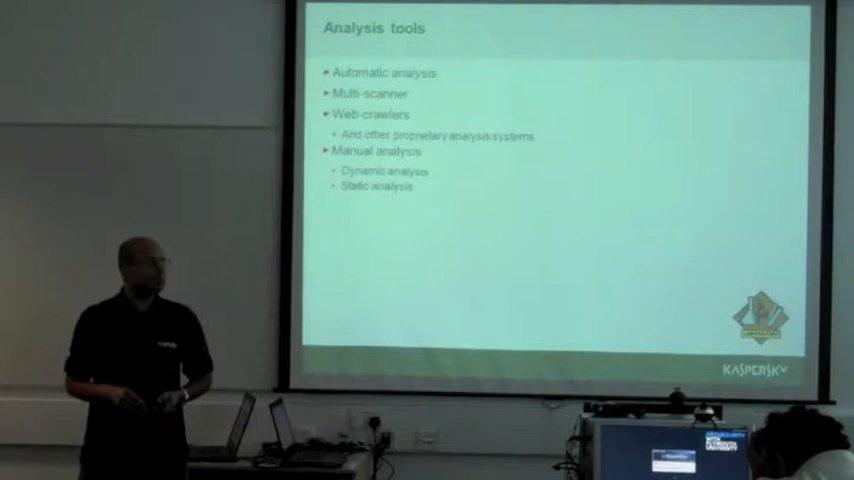 Analysis tools
Automatic analysis
Multi-scanner
Web-crawlers
And other proprietary analysis systems
Manual analysis
Dynamic analysis
Static analysis
KASPERSKY
UNIVERSITY